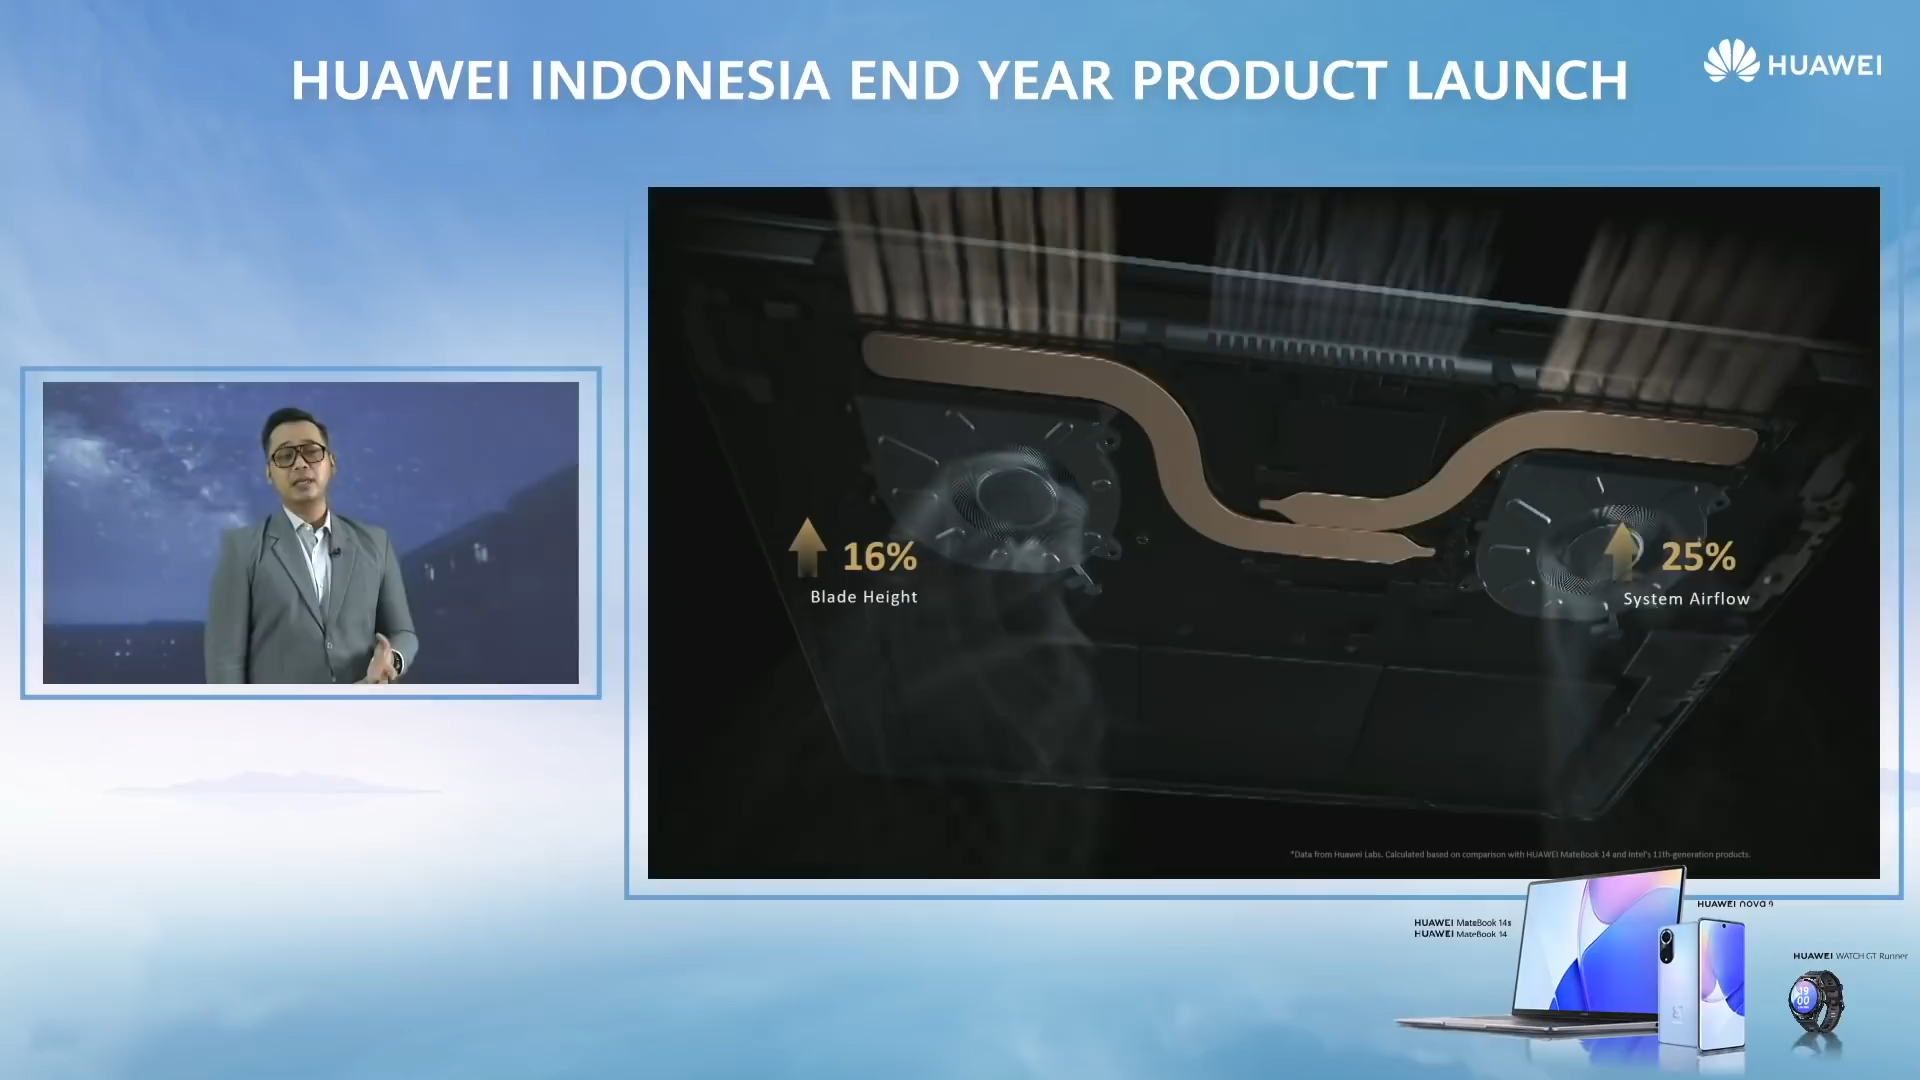 HUAWEI INDONESIA END YEAR PRODUCT LAUNCH
HUAWEI
16%
Blade Height
25%
System Airflow
*Data from Huawei Labs. Calculated based on comparison with HUAWEI MateBook 14 and Intel's 11th-generation products.
HUAWEI MateBook 14s
HUAWEI MateBook 14
HUAWEI nova 9
HUAWEI WATCH GT Runner
19
00